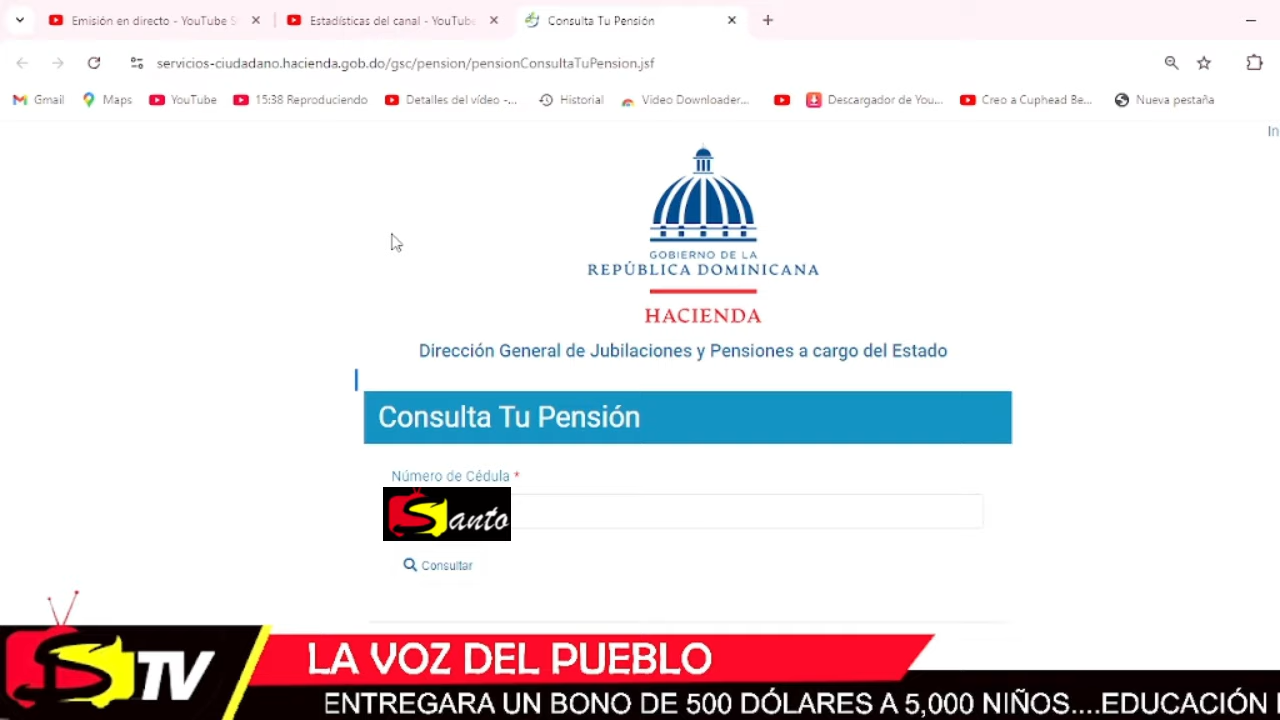 Emisión en directo - YouTube S
Estadísticas del canal - YouTube
Consulta Tu Pensión
servicios-ciudadano.hacienda.gob.do/gsc/pension/pensionConsultaTuPension.jsf
Gmail
Maps
YouTube
15:38 Reproduciendo
Detalles del vídeo -...
Historial
Video Downloader...
Descargador de You...
Creo a Cuphead Be...
Nueva pestaña
In
GOBIERNO DE LA
REPÚBLICA DOMINICANA
HACIENDA
Dirección General de Jubilaciones y Pensiones a cargo del Estado
Consulta Tu Pensión
Número de Cédula *
Santo
Consultar
STV
LA VOZ DEL PUEBLO
ENTREGARA UN BONO DE 500 DÓLARES A 5,000 NIÑOS....EDUCACIÓN